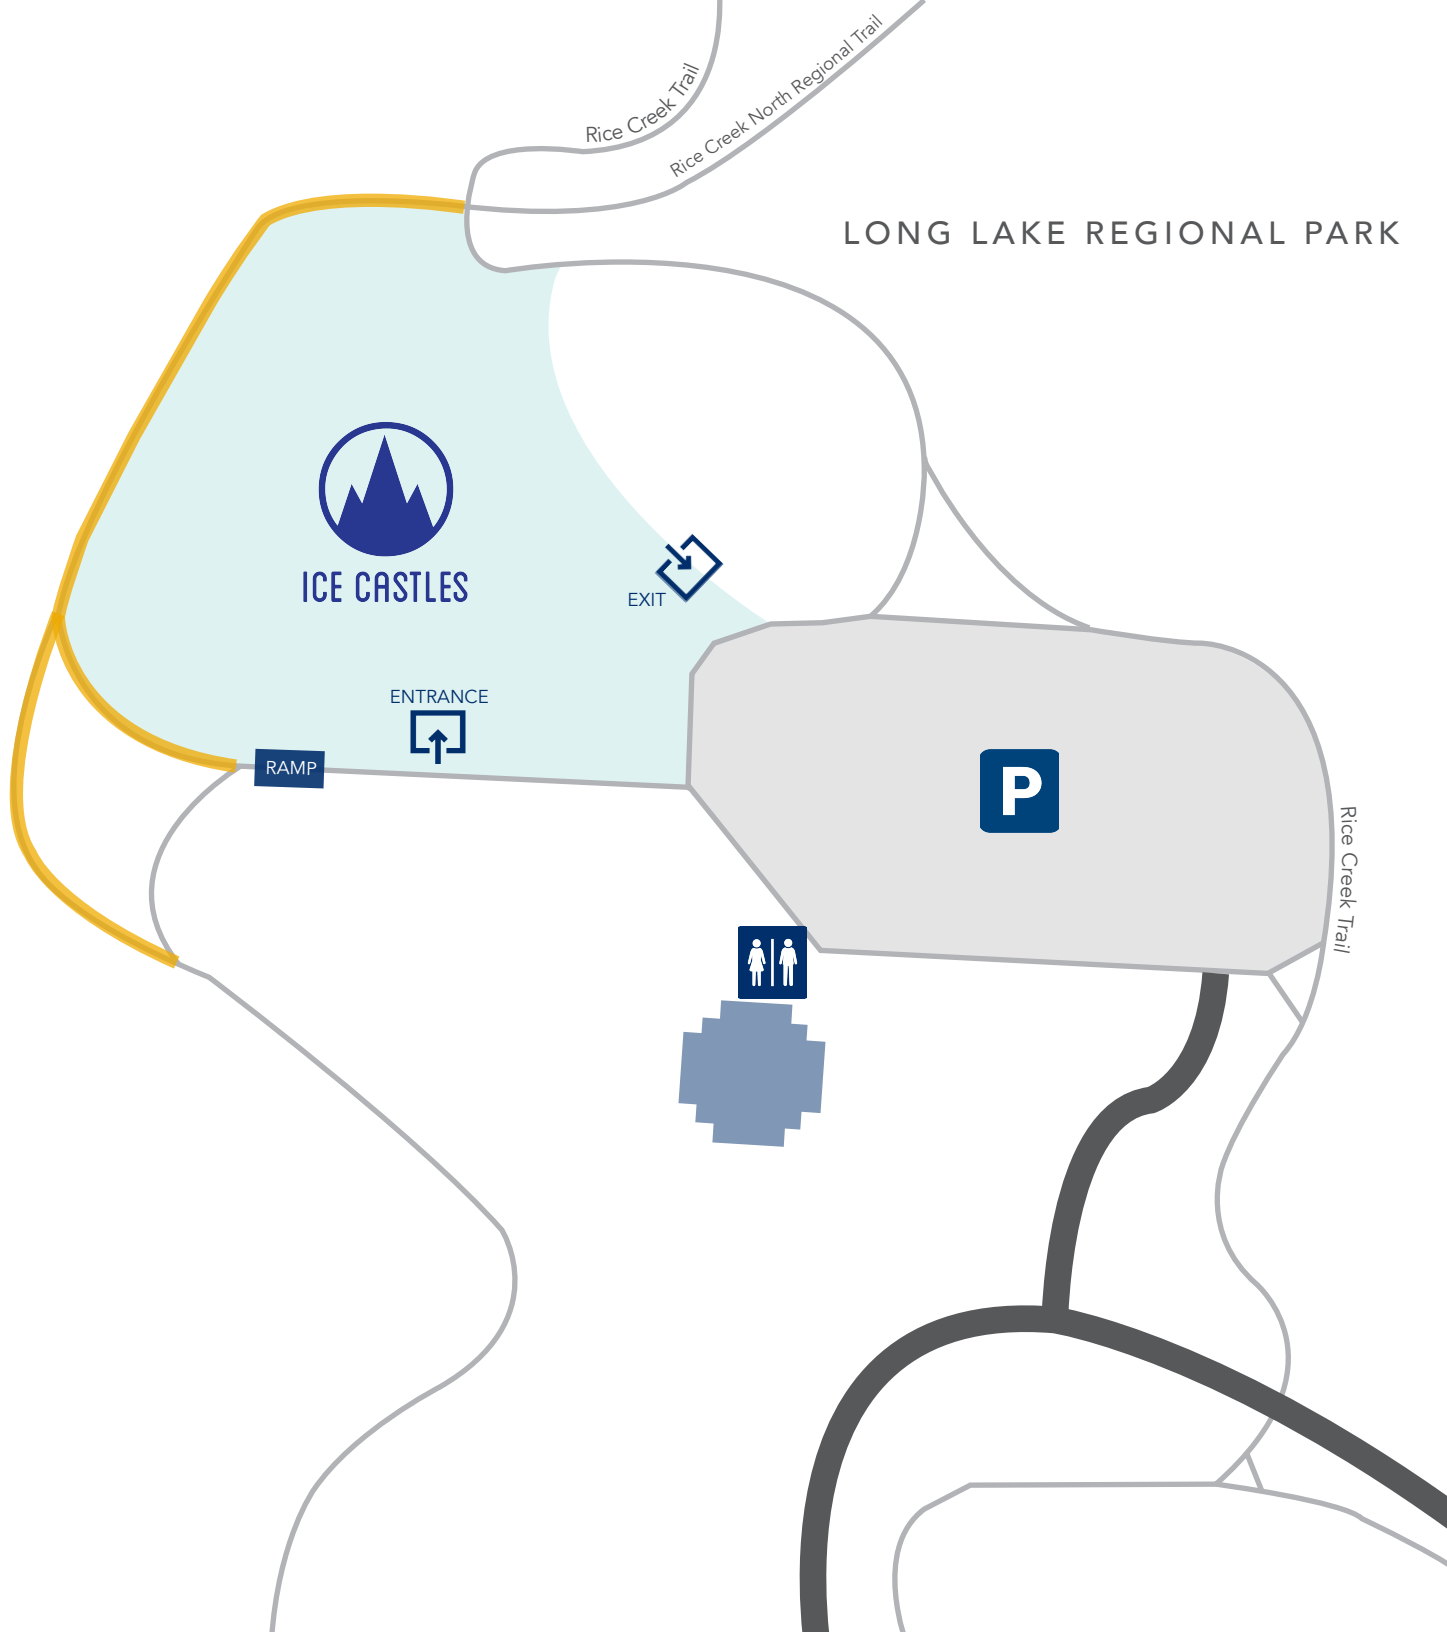 Rice Creek Trail
Rice Creek North Regional Trail
LONG LAKE REGIONAL PARK
ICE CASTLES
EXIT
ENTRANCE
RAMP
P
Rice Creek Trail